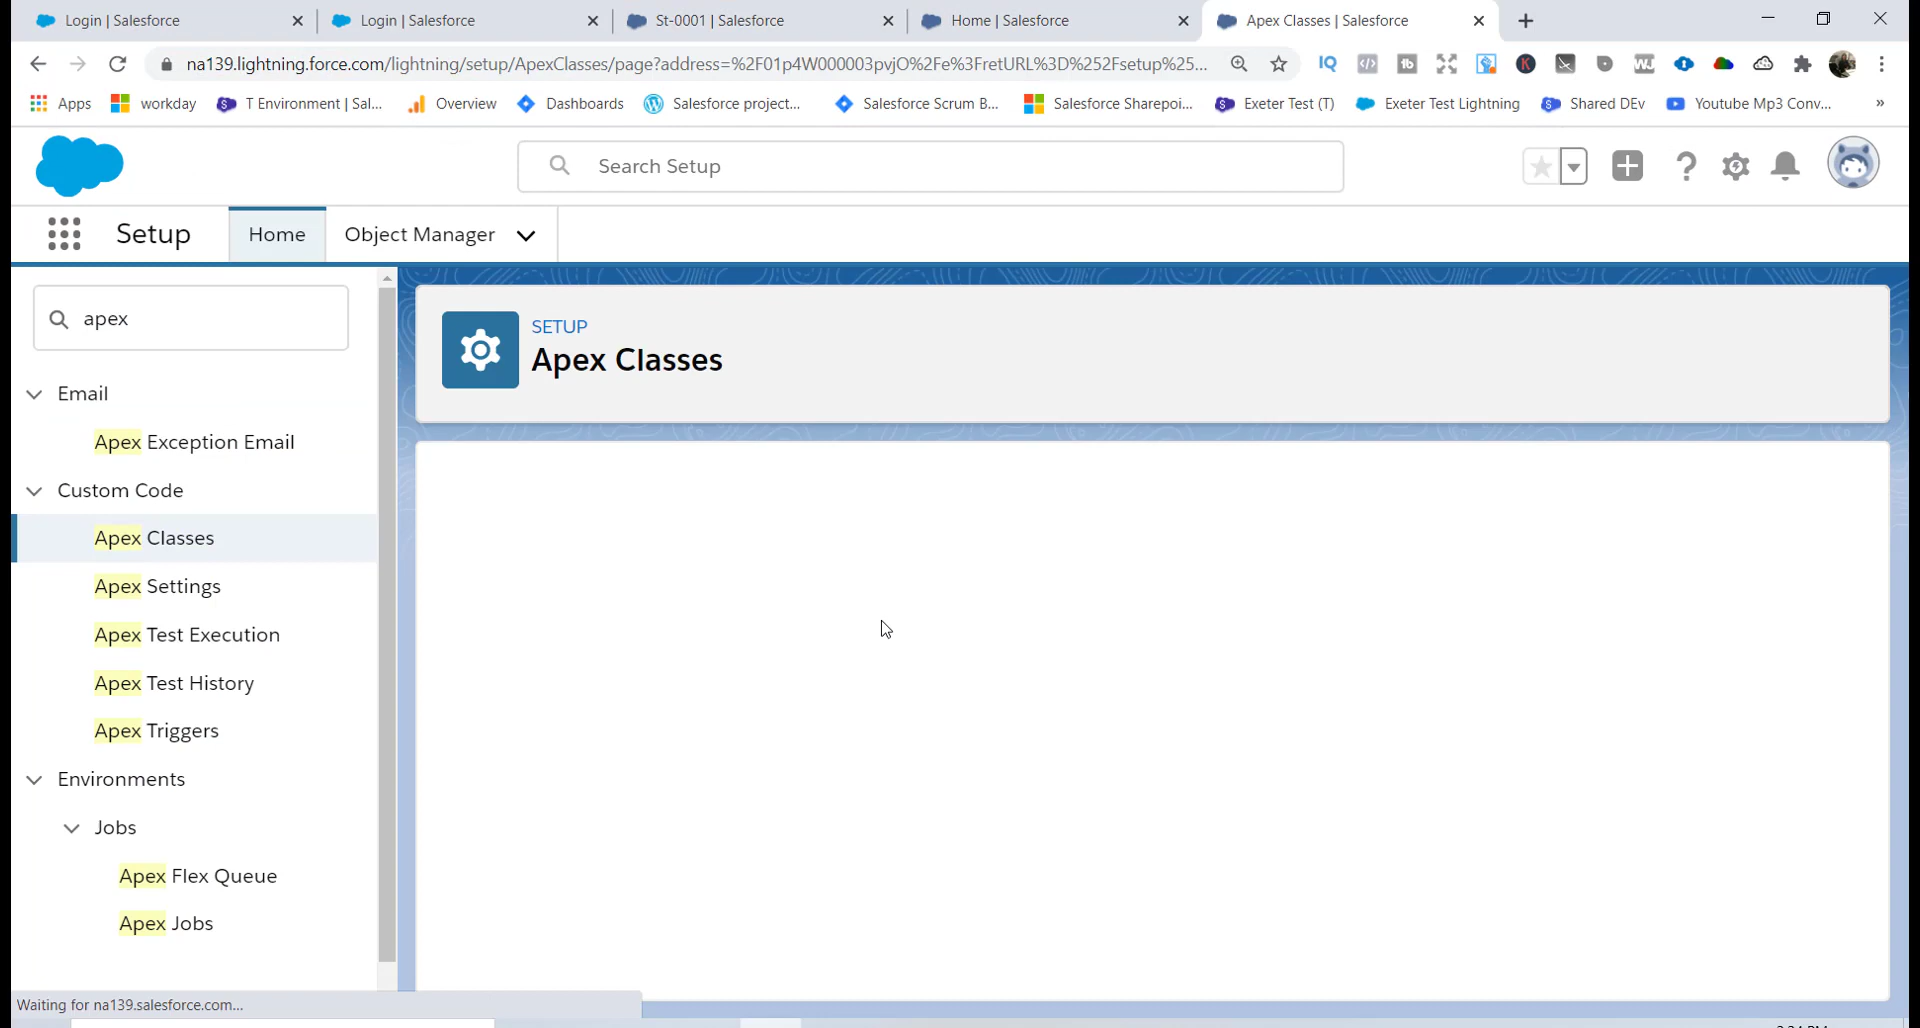 Login | Salesforce
Login | Salesforce
St-0001 | Salesforce
Home | Salesforce
Apex Classes | Salesforce
na139.lightning.force.com/lightning/setup/ApexClasses/page?address=%2F01p4W000003pvjO%2Fe%3FretURL%3D%252Fsetup%25...
Apps
workday
T Environment | Sal...
Overview
Dashboards
Salesforce project...
Salesforce Scrum B...
Salesforce Sharepoi...
Exeter Test (T)
Exeter Test Lightning
Shared DEv
Youtube Mp3 Conv...
»
Search Setup
Setup
Home
Object Manager
apex
Email
Apex Exception Email
Custom Code
Apex Classes
Apex Settings
Apex Test Execution
Apex Test History
Apex Triggers
Environments
Jobs
Apex Flex Queue
Apex Jobs
SETUP
Apex Classes
Waiting for na139.salesforce.com...